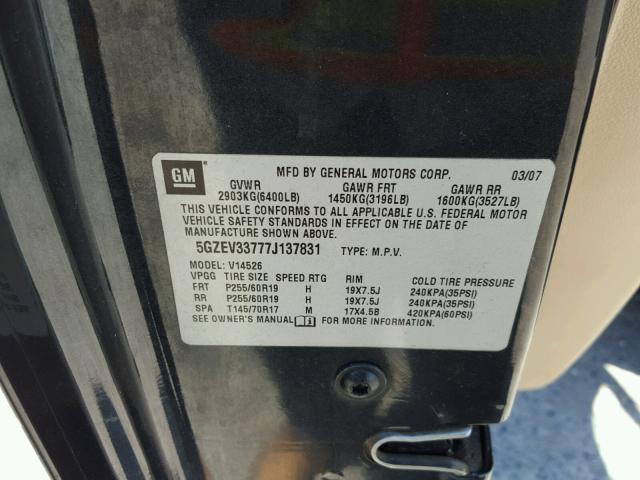 GM MFD BY GENERAL MOTORS CORP. 03/07
GVWR GAWR FRT GAWR RR
2903KG(6400LB) 1450KG(3196LB) 1600KG(3527LB)
THIS VEHICLE CONFORMS TO ALL APPLICABLE U.S. FEDERAL MOTOR
VEHICLE SAFETY STANDARDS IN EFFECT ON THE DATE OF
MANUFACTURE SHOWN ABOVE.
5GZEV33777J137831 TYPE: M.P.V.
MODEL: V14526
VPGG TIRE SIZE SPEED RTG RIM COLD TIRE PRESSURE
FRT P255/60R19 H 19X7.5J 240KPA(35PSI)
RR P255/60R19 H 19X7.5J 240KPA(35PSI)
SPA T145/70R17 M 17X4.5B 420KPA(60PSI)
SEE OWNER'S MANUAL FOR MORE INFORMATION.